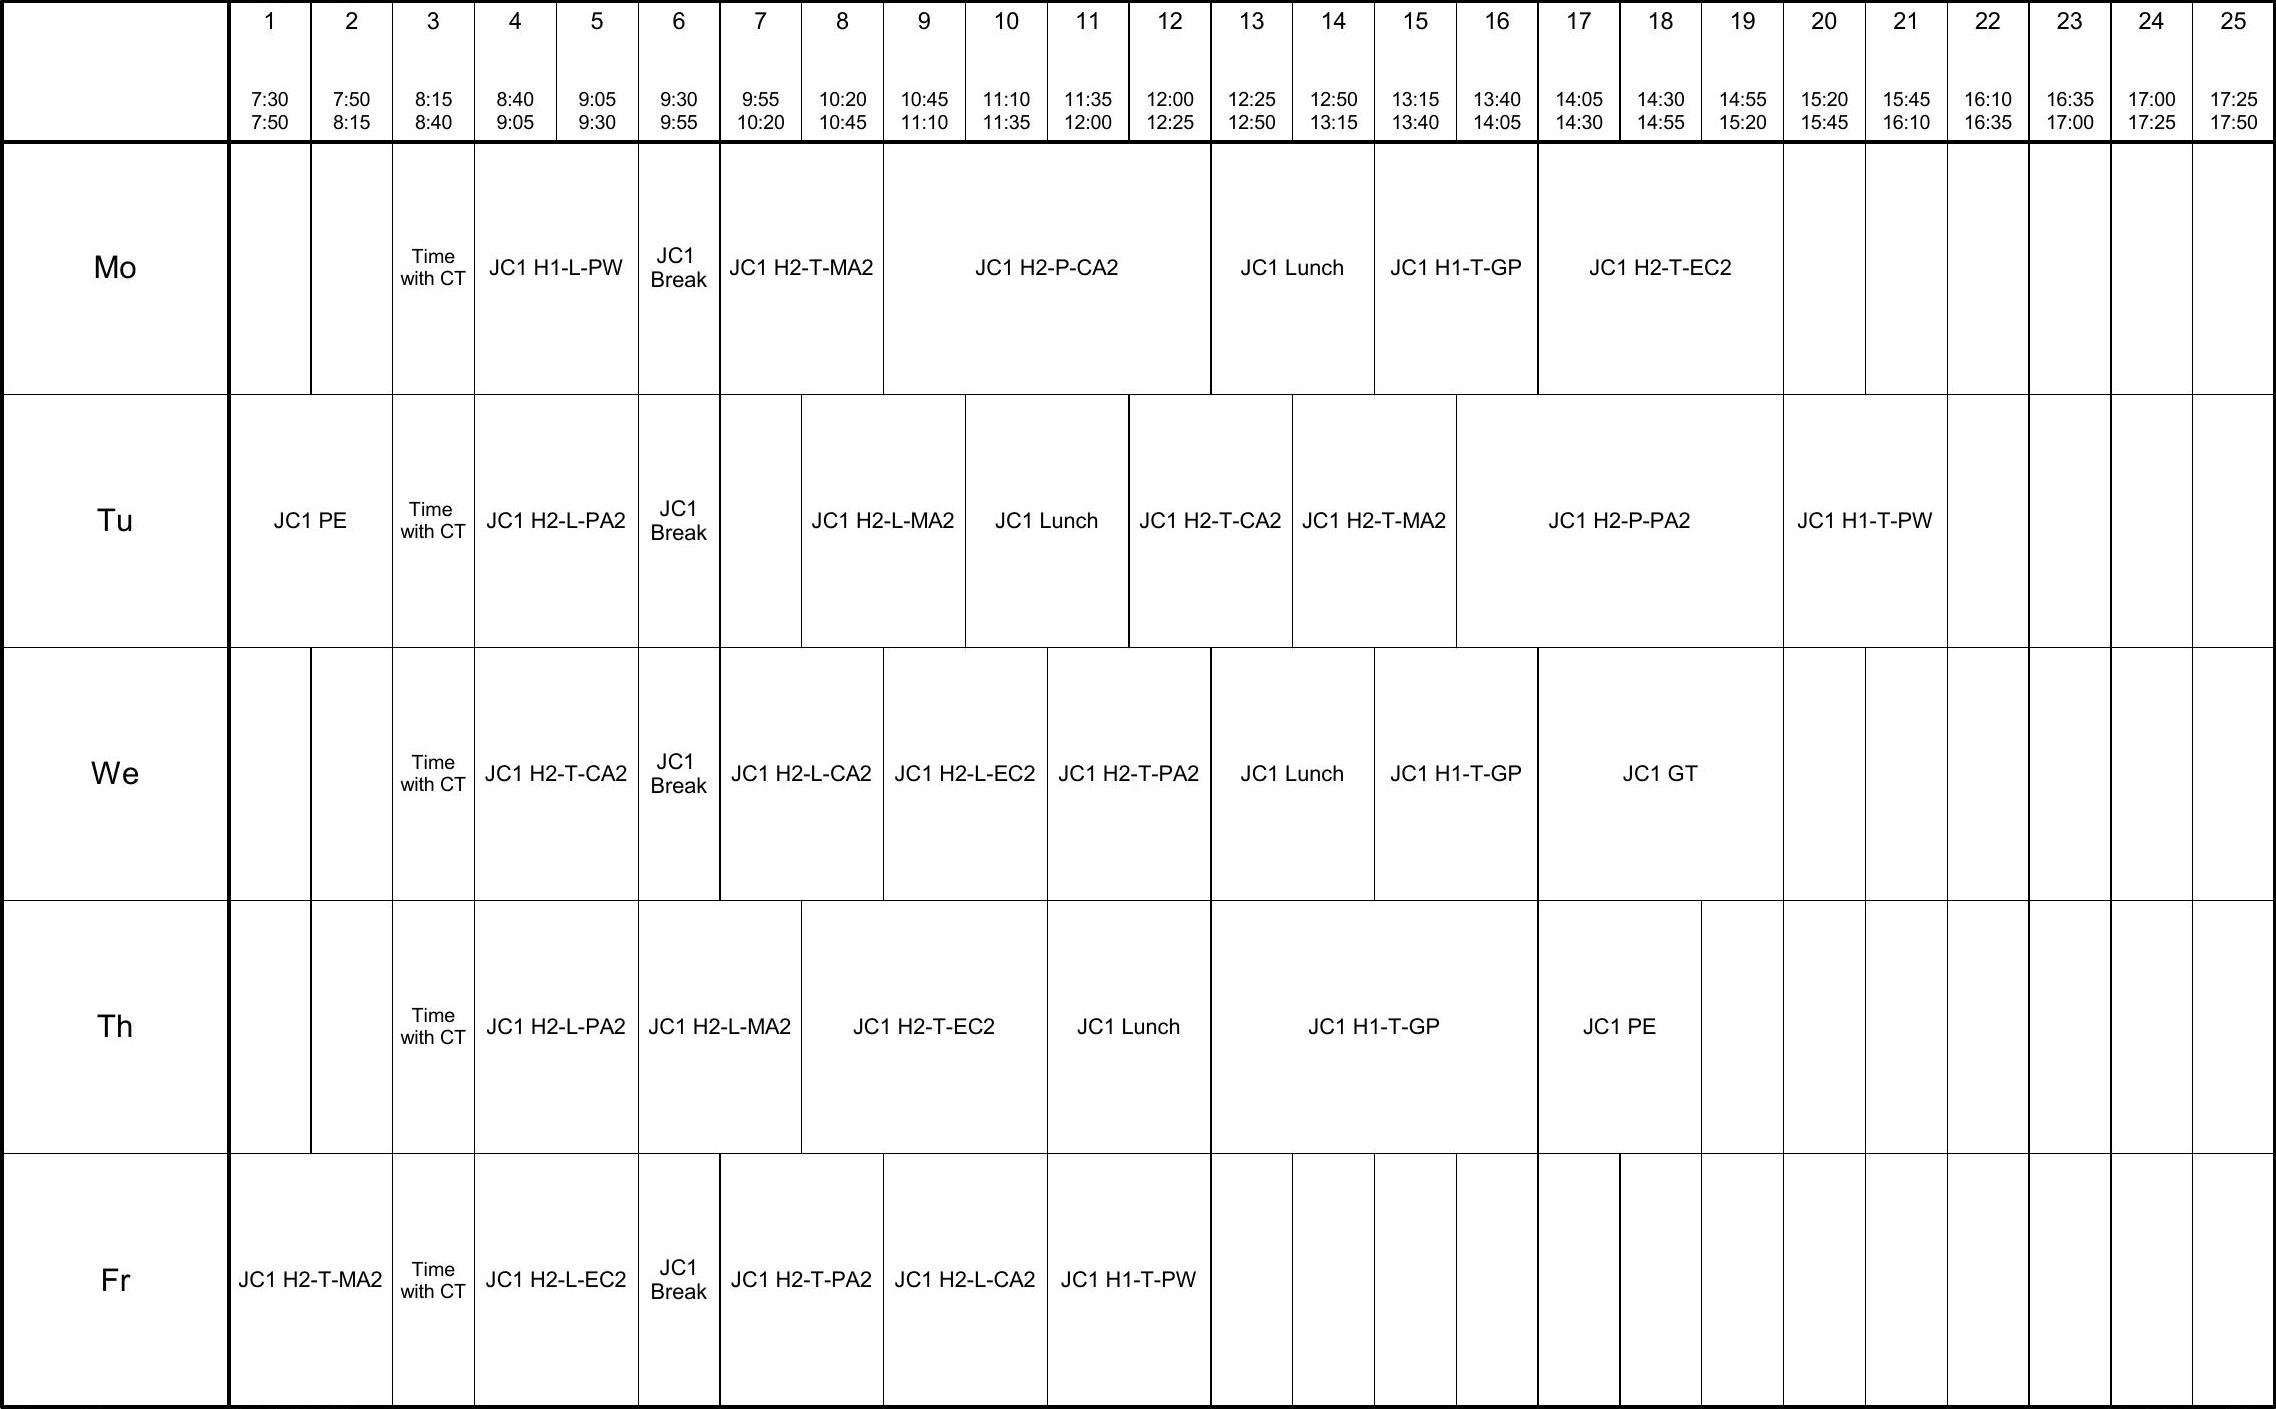 1 2 3 4 5 6 7 8 9 10 11 12 13 14 15 16 17 18 19 20 21 22 23 24 25
7:30 7:50 8:15 8:40 9:05 9:30 9:55 10:20 10:45 11:10 11:35 12:00 12:25 12:50 13:15 13:40 14:05 14:30 14:55 15:20 15:45 16:10 16:35 17:00 17:25
7:50 8:15 8:40 9:05 9:30 9:55 10:20 10:45 11:10 11:35 12:00 12:25 12:50 13:15 13:40 14:05 14:30 14:55 15:20 15:45 16:10 16:35 17:00 17:25 17:50
Mo
Time
with CT
JC1 H1-L-PW
JC1
Break
JC1 H2-T-MA2
JC1 H2-P-CA2
JC1 Lunch
JC1 H1-T-GP
JC1 H2-T-EC2
Tu
JC1 PE
Time
with CT
JC1 H2-L-PA2
JC1
Break
JC1 H2-L-MA2
JC1 Lunch
JC1 H2-T-CA2
JC1 H2-T-MA2
JC1 H2-P-PA2
JC1 H1-T-PW
We
Time
with CT
JC1 H2-T-CA2
JC1
Break
JC1 H2-L-CA2
JC1 H2-L-EC2
JC1 H2-T-PA2
JC1 Lunch
JC1 H1-T-GP
JC1 GT
Th
Time
with CT
JC1 H2-L-PA2
JC1 H2-L-MA2
JC1 H2-T-EC2
JC1 Lunch
JC1 H1-T-GP
JC1 PE
Fr
JC1 H2-T-MA2
Time
with CT
JC1 H2-L-EC2
JC1
Break
JC1 H2-T-PA2
JC1 H2-L-CA2
JC1 H1-T-PW